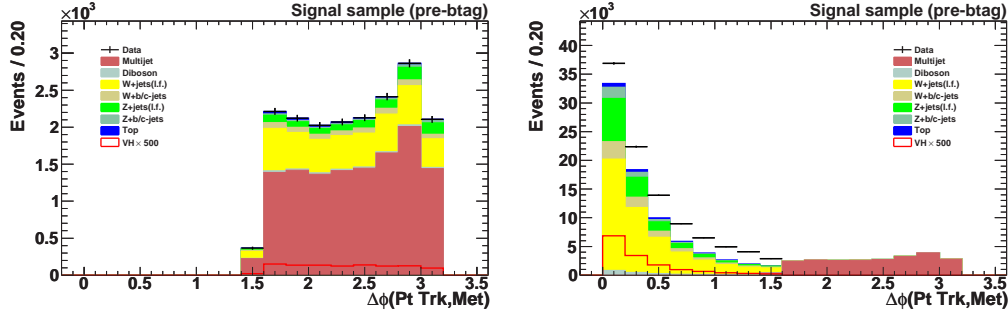 ×10³
Signal sample (pre-btag)
Events / 0.20
3
2.5
2
1.5
1
0.5
0
Data
Multijet
Diboson
W+jets(l.f.)
W+b/c-jets
Z+jets(l.f.)
Z+b/c-jets
Top
VH × 500
0 0.5 1 1.5 2 2.5 3 3.5
Δϕ(Pt Trk,Met)
×10³
Signal sample (pre-btag)
Events / 0.20
40
35
30
25
20
15
10
5
0
Data
Multijet
Diboson
W+jets(l.f.)
W+b/c-jets
Z+jets(l.f.)
Z+b/c-jets
Top
VH × 500
0 0.5 1 1.5 2 2.5 3 3.5
Δϕ(Pt Trk,Met)